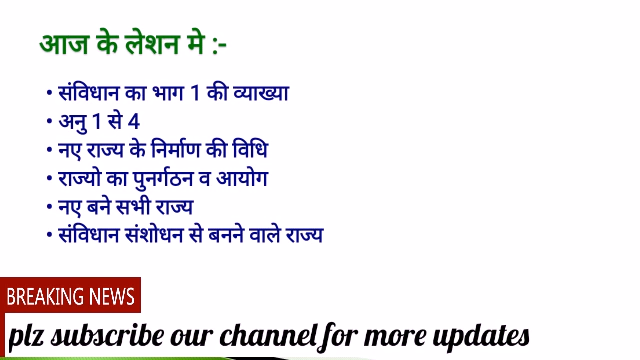 आज के लेशन मे :-
• संविधान का भाग 1 की व्याख्या
• अनु 1 से 4
• नए राज्य के निर्माण की विधि
• राज्यो का पुनर्गठन व आयोग
• नए बने सभी राज्य
• संविधान संशोधन से बनने वाले राज्य
BREAKING NEWS
plz subscribe our channel for more updates